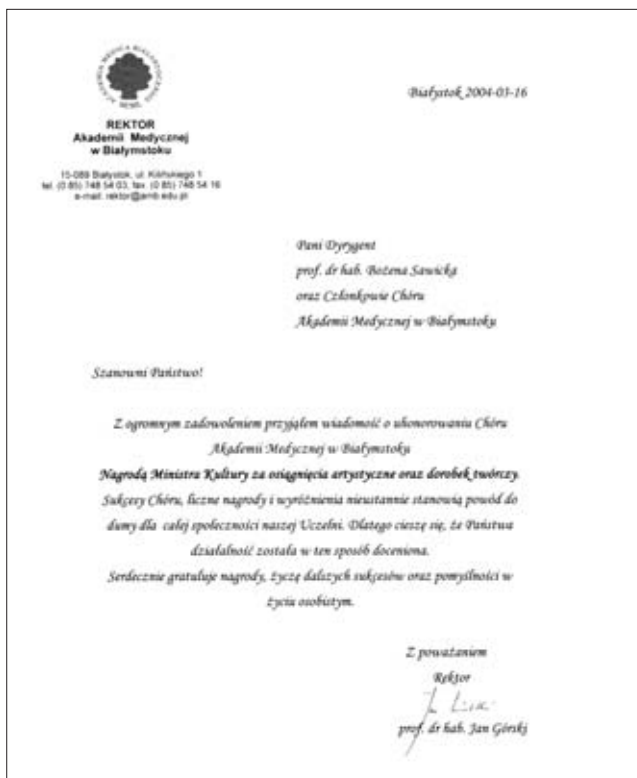 Białystok 2004-03-16
REKTOR
Akademii Medycznej
w Białymstoku
15-089 Białystok, ul. Kilińskiego 1
tel. (0 85) 748 54 03, fax. (0 85) 748 54 16
e-mail: rektor@amb.edu.pl
Pani Dyrygent
prof. dr hab. Bożena Sawicka
oraz Członkowie Chóru
Akademii Medycznej w Białymstoku
Szanowni Państwo!
Z ogromnym zadowoleniem przyjąłem wiadomość o uhonorowaniu Chóru
Akademii Medycznej w Białymstoku
Nagrodą Ministra Kultury za osiągnięcia artystyczne oraz dorobek twórczy.
Sukcesy Chóru, liczne nagrody i wyróżnienia nieustannie stanowią powód do
dumy dla całej społeczności naszej Uczelni. Dlatego cieszę się, że Państwa
działalność została w ten sposób doceniona.
Serdecznie gratuluje nagrody, życzę dalszych sukcesów oraz pomyślności w
życiu osobistym.
Z poważaniem
Rektor
prof. dr hab. Jan Górski